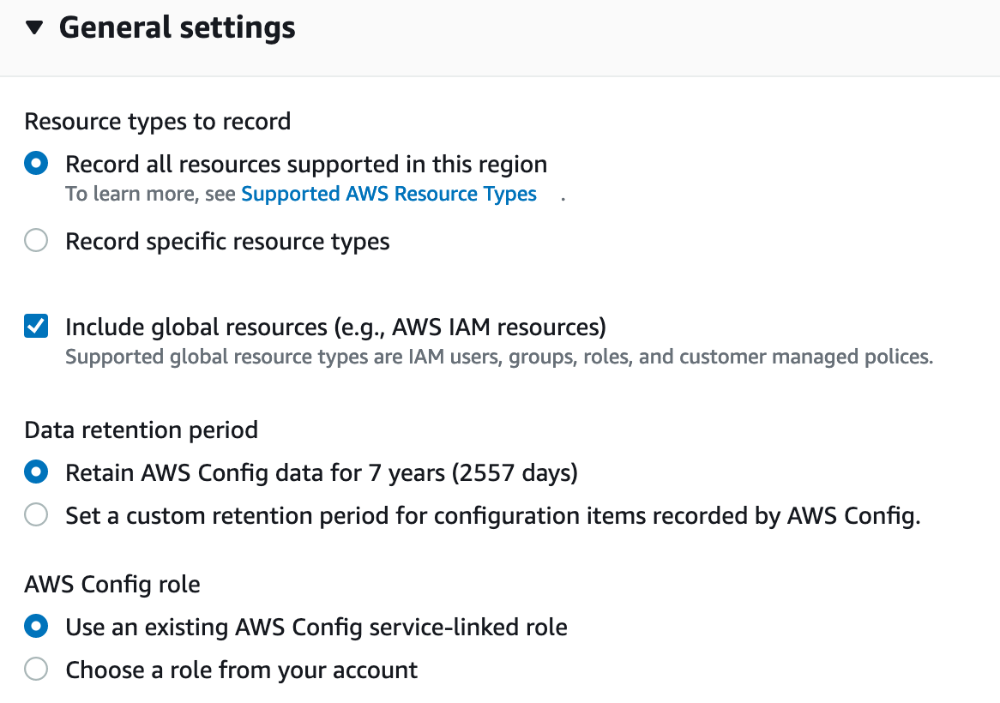 General settings
Resource types to record
Record all resources supported in this region
To learn more, see Supported AWS Resource Types .
Record specific resource types
Include global resources (e.g., AWS IAM resources)
Supported global resource types are IAM users, groups, roles, and customer managed polices.
Data retention period
Retain AWS Config data for 7 years (2557 days)
Set a custom retention period for configuration items recorded by AWS Config.
AWS Config role
Use an existing AWS Config service-linked role
Choose a role from your account